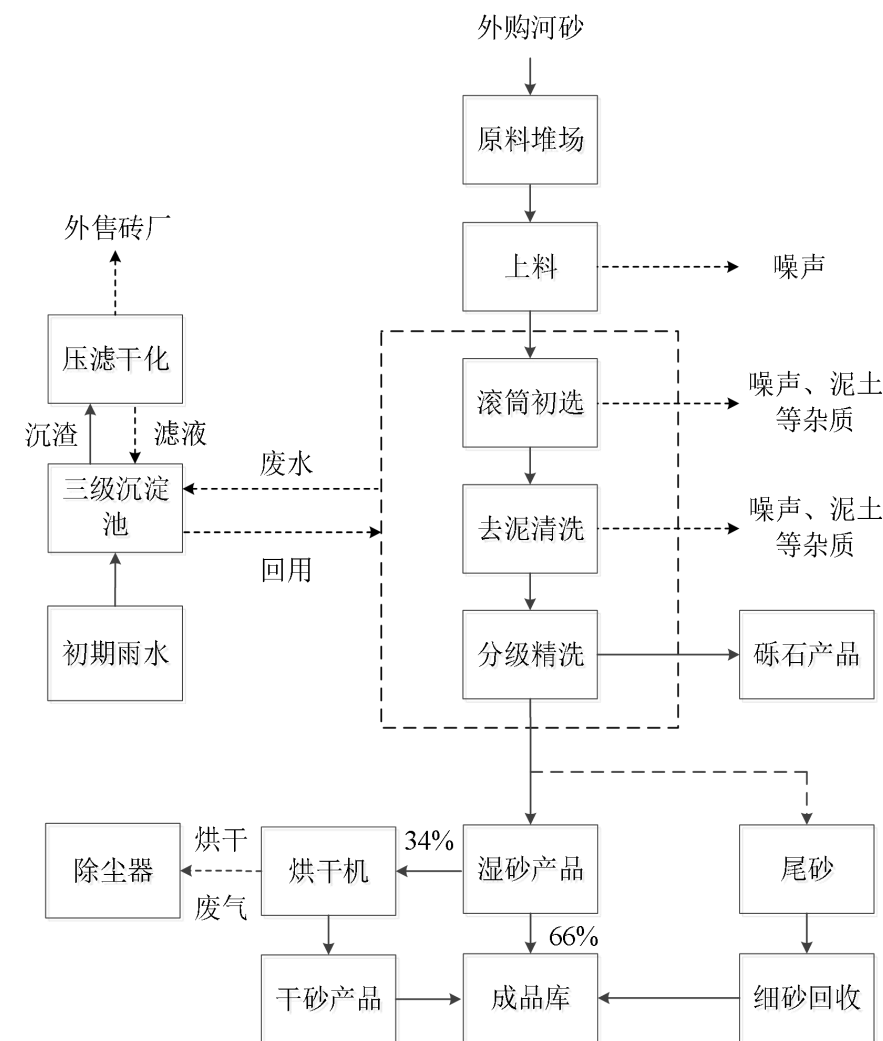 外购河砂
原料堆场
外售砖厂
上料
噪声
压滤干化
滚筒初选
噪声、泥土
等杂质
沉渣
滤液
废水
三级沉淀
池
去泥清洗
噪声、泥土
等杂质
回用
初期雨水
分级精洗
砾石产品
烘干
34%
除尘器
烘干机
湿砂产品
尾砂
废气
66%
干砂产品
成品库
细砂回收